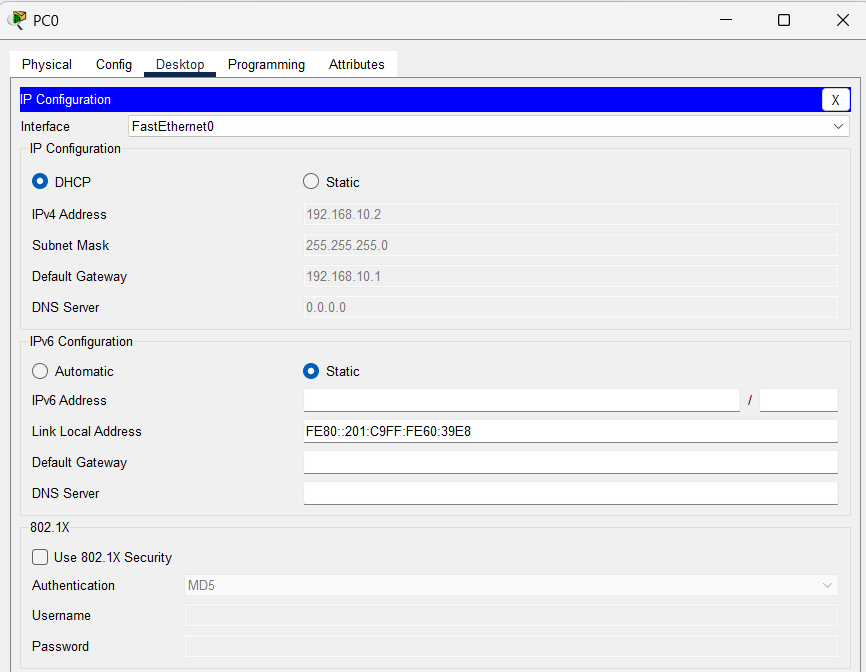 PC0
Physical Config Desktop Programming Attributes
IP Configuration X
Interface FastEthernet0
IP Configuration
DHCP Static
IPv4 Address 192.168.10.2
Subnet Mask 255.255.255.0
Default Gateway 192.168.10.1
DNS Server 0.0.0.0
IPv6 Configuration
Automatic Static
IPv6 Address /
Link Local Address FE80::201:C9FF:FE60:39E8
Default Gateway
DNS Server
802.1X
Use 802.1X Security
Authentication MD5
Username
Password